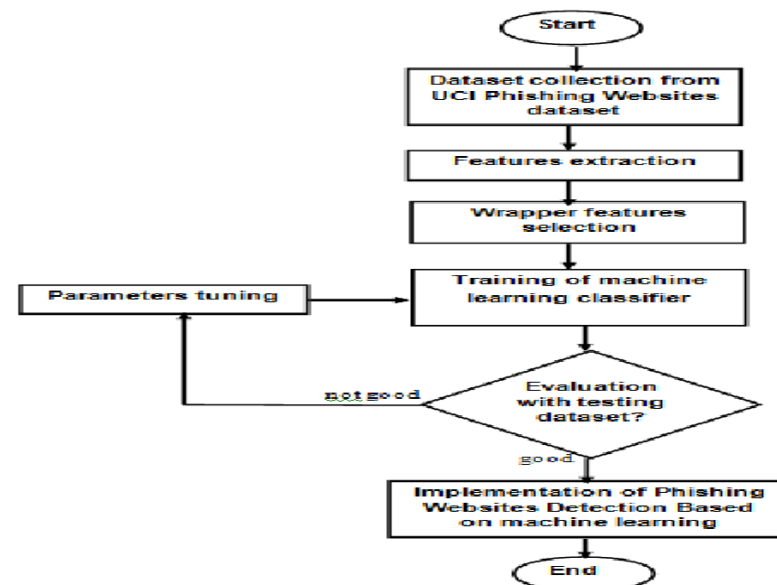 Start
Dataset collection from
UCI Phishing Websites
dataset
Features extraction
Wrapper features
selection
Training of machine
learning classifier
Parameters tuning
not good
Evaluation
with testing
dataset?
good
Implementation of Phishing
Websites Detection Based
on machine learning
End